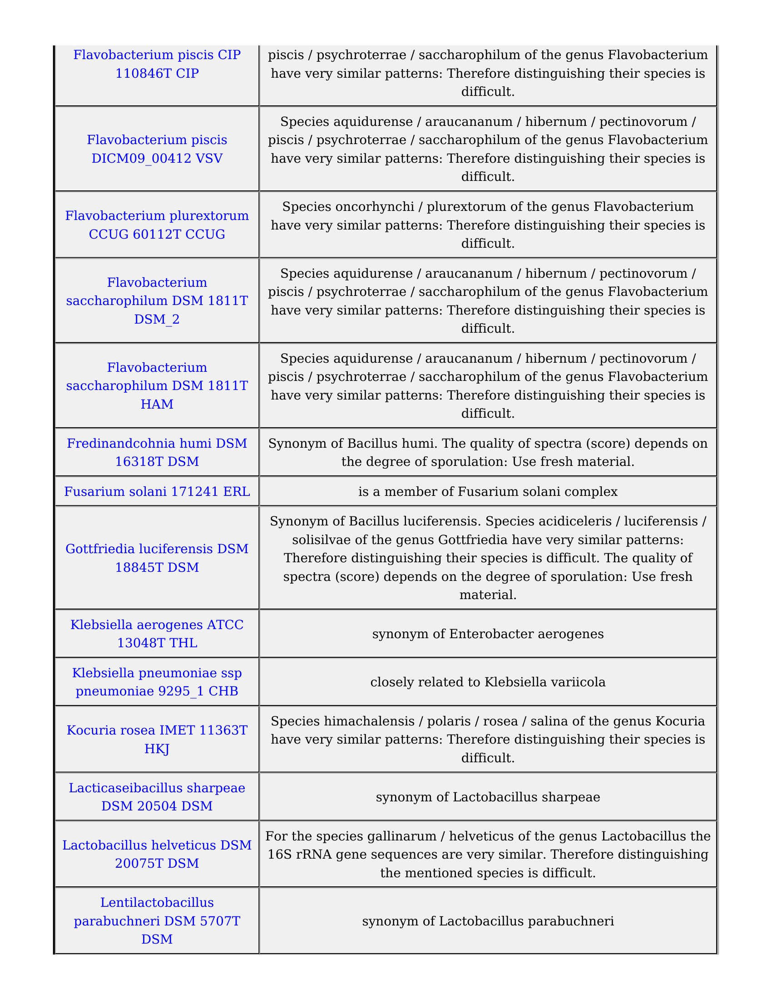 Flavobacterium piscis CIP
110846T CIP
piscis / psychroterrae / saccharophilum of the genus Flavobacterium
have very similar patterns: Therefore distinguishing their species is
difficult.
Flavobacterium piscis
DICM09_00412 VSV
Species aquidurense / araucananum / hibernum / pectinovorum /
piscis / psychroterrae / saccharophilum of the genus Flavobacterium
have very similar patterns: Therefore distinguishing their species is
difficult.
Flavobacterium plurextorum
CCUG 60112T CCUG
Species oncorhynchi / plurextorum of the genus Flavobacterium
have very similar patterns: Therefore distinguishing their species is
difficult.
Flavobacterium
saccharophilum DSM 1811T
DSM_2
Species aquidurense / araucananum / hibernum / pectinovorum /
piscis / psychroterrae / saccharophilum of the genus Flavobacterium
have very similar patterns: Therefore distinguishing their species is
difficult.
Flavobacterium
saccharophilum DSM 1811T
HAM
Species aquidurense / araucananum / hibernum / pectinovorum /
piscis / psychroterrae / saccharophilum of the genus Flavobacterium
have very similar patterns: Therefore distinguishing their species is
difficult.
Fredinandcohnia humi DSM
16318T DSM
Synonym of Bacillus humi. The quality of spectra (score) depends on
the degree of sporulation: Use fresh material.
Fusarium solani 171241 ERL
is a member of Fusarium solani complex
Gottfriedia luciferensis DSM
18845T DSM
Synonym of Bacillus luciferensis. Species acidiceleris / luciferensis /
solisilvae of the genus Gottfriedia have very similar patterns:
Therefore distinguishing their species is difficult. The quality of
spectra (score) depends on the degree of sporulation: Use fresh
material.
Klebsiella aerogenes ATCC
13048T THL
synonym of Enterobacter aerogenes
Klebsiella pneumoniae ssp
pneumoniae 9295_1 CHB
closely related to Klebsiella variicola
Kocuria rosea IMET 11363T
HKJ
Species himachalensis / polaris / rosea / salina of the genus Kocuria
have very similar patterns: Therefore distinguishing their species is
difficult.
Lacticaseibacillus sharpeae
DSM 20504 DSM
synonym of Lactobacillus sharpeae
Lactobacillus helveticus DSM
20075T DSM
For the species gallinarum / helveticus of the genus Lactobacillus the
16S rRNA gene sequences are very similar. Therefore distinguishing
the mentioned species is difficult.
Lentilactobacillus
parabuchneri DSM 5707T
DSM
synonym of Lactobacillus parabuchneri